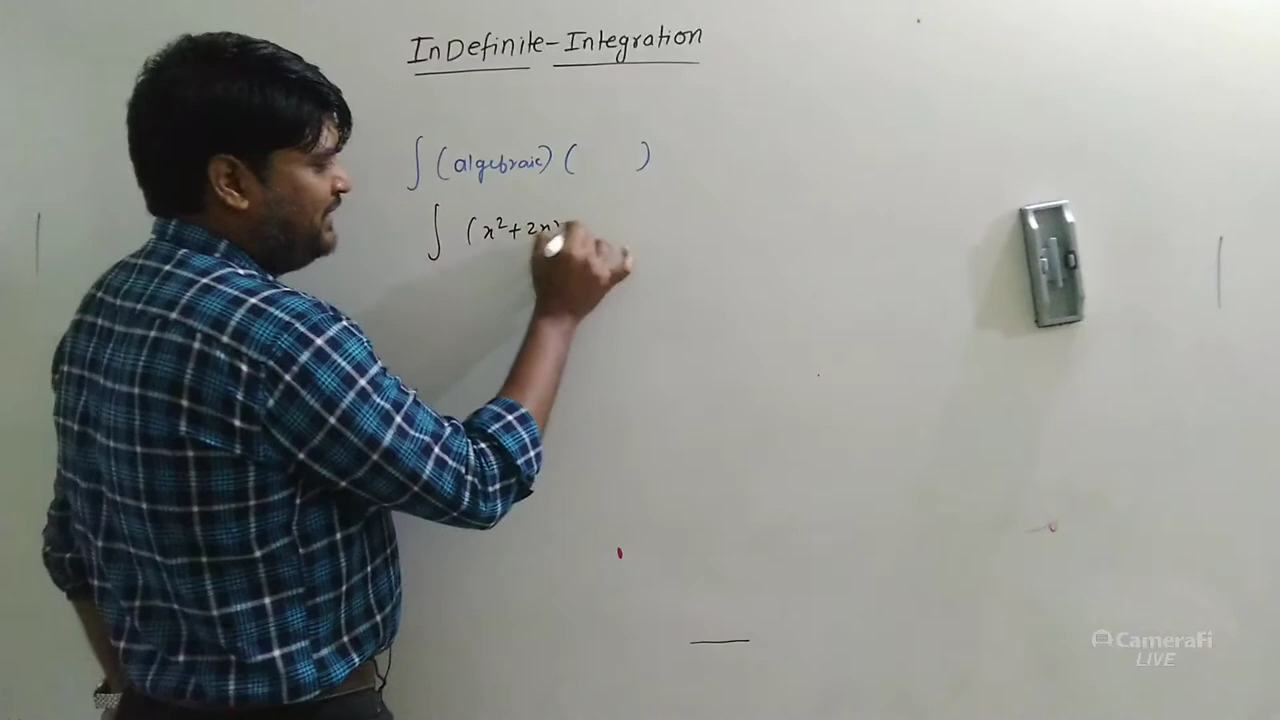 InDefinite-Integration
∫ (algebraic) (      )
∫ (x²+2x)
CameraFi
LIVE